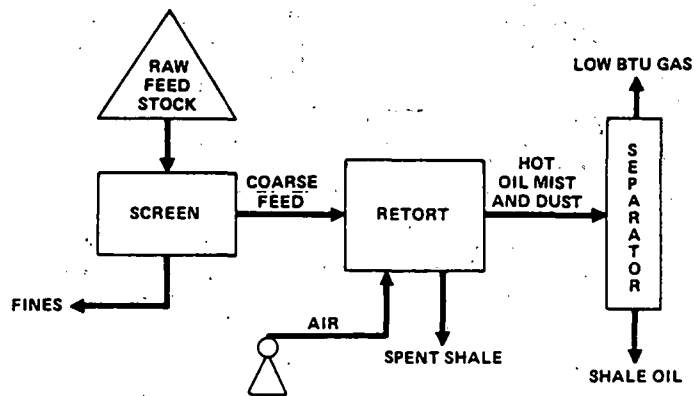 RAW
FEED
STOCK
LOW BTU GAS
SCREEN
COARSE
FEED
RETORT
HOT
OIL MIST
AND DUST
SEPARATOR
FINES
AIR
SPENT SHALE
SHALE OIL